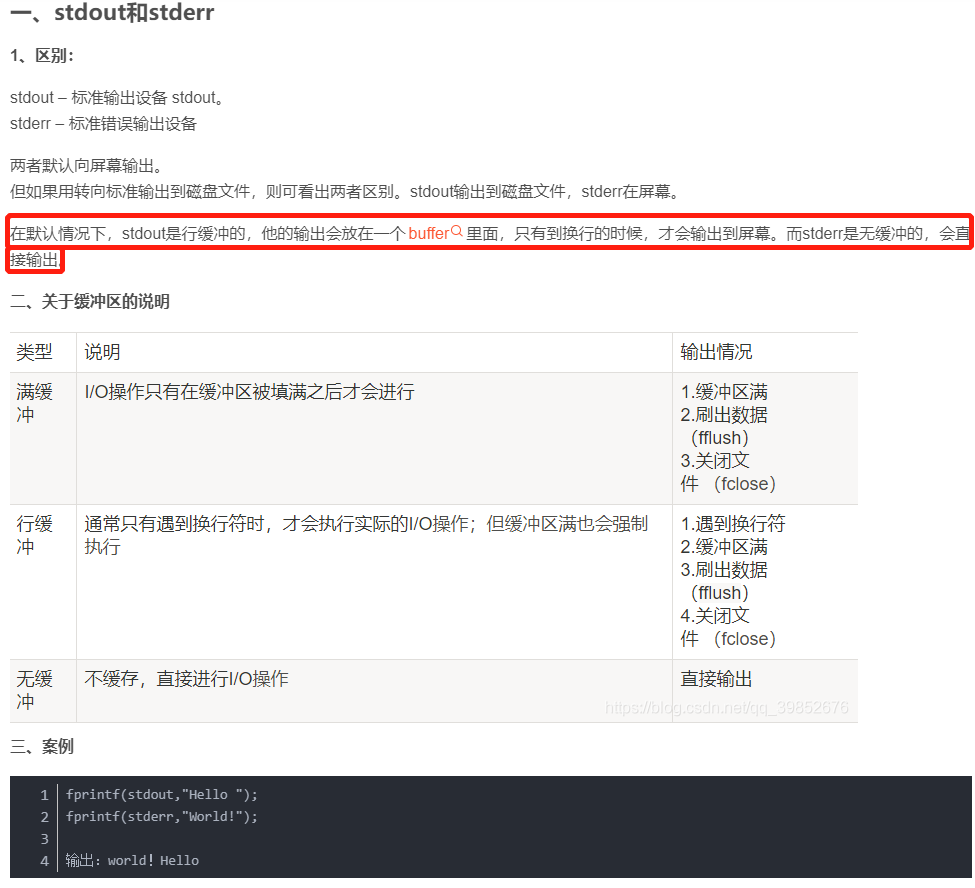 一、stdout和stderr
1、区别：
stdout – 标准输出设备 stdout。
stderr – 标准错误输出设备
两者默认向屏幕输出。
但如果用转向标准输出到磁盘文件，则可看出两者区别。stdout输出到磁盘文件，stderr在屏幕。
在默认情况下，stdout是行缓冲的，他的输出会放在一个 buffer 里面，只有到换行的时候，才会输出到屏幕。而stderr是无缓冲的，会直
接输出
二、关于缓冲区的说明
类型 说明 输出情况
满缓
冲
I/O操作只有在缓冲区被填满之后才会进行
1.缓冲区满
2.刷出数据
（fflush）
3.关闭文
件 （fclose）
行缓
冲
通常只有遇到换行符时，才会执行实际的I/O操作；但缓冲区满也会强制
执行
1.遇到换行符
2.缓冲区满
3.刷出数据
（fflush）
4.关闭文
件 （fclose）
无缓
冲
不缓存，直接进行I/O操作
直接输出
https://blog.csdn.net/qq_39852676
三、案例
1 fprintf(stdout,"Hello ");
2 fprintf(stderr,"World!");
3
4 输出：world！Hello